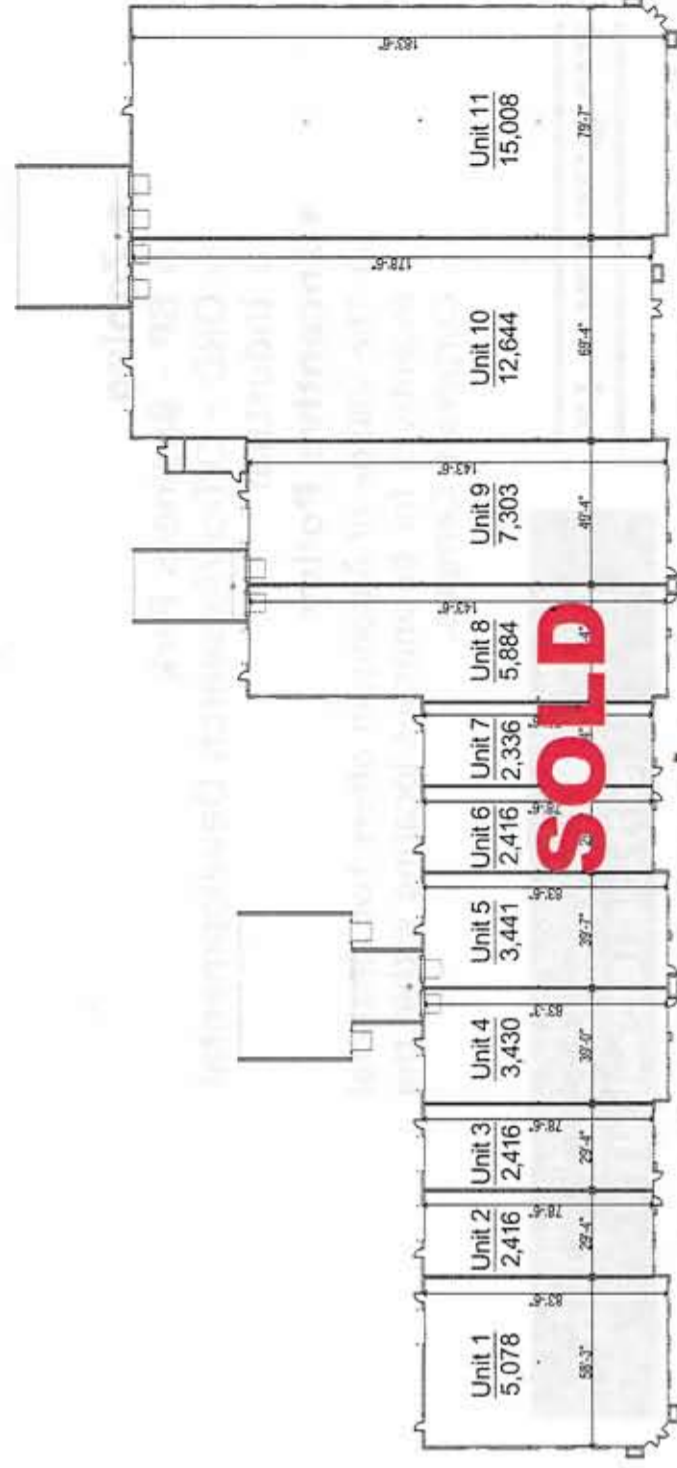 Unit 1
5,078
83'-6"
58'-3"
Unit 2
2,416
78'-6"
29'-4"
Unit 3
2,416
78'-6"
29'-4"
Unit 4
3,430
83'-3"
39'-0"
Unit 5
3,441
83'-6"
39'-7"
Unit 6
2,416
78'-6"
Unit 7
2,336
Unit 8
5,884
143'-6"
SOLD
Unit 9
7,303
143'-6"
49'-4"
Unit 10
12,644
178'-6"
69'-4"
Unit 11
15,008
183'-6"
79'-7"